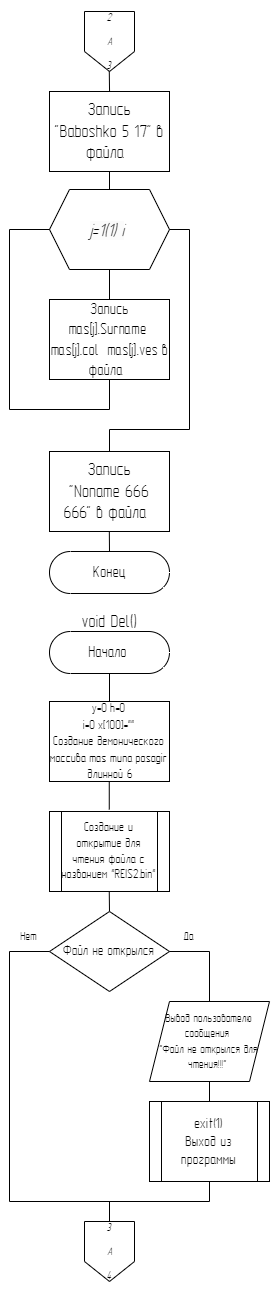 2
А
3
Запись
"Baboshko 5 17" в
файла
j=1(1) i
Запись
mas[j].Surname
mas[j].col mas[j].ves в
файла
Запись
"Noname 666
666" в файла
Конец
void Del()
Начало
y=0 h=0
i=0 x[100]=""
Создание демонического
массива mas типа pasagir
длинной 6
Создание и
открытие для
чтения файла с
названием "REIS2.bin"
Нет
Файл не открылся
Да
Вывод пользователю
сообщения
"Файл не открылся для
чтения!!!"
exit(1)
Выход из
программы
3
А
4